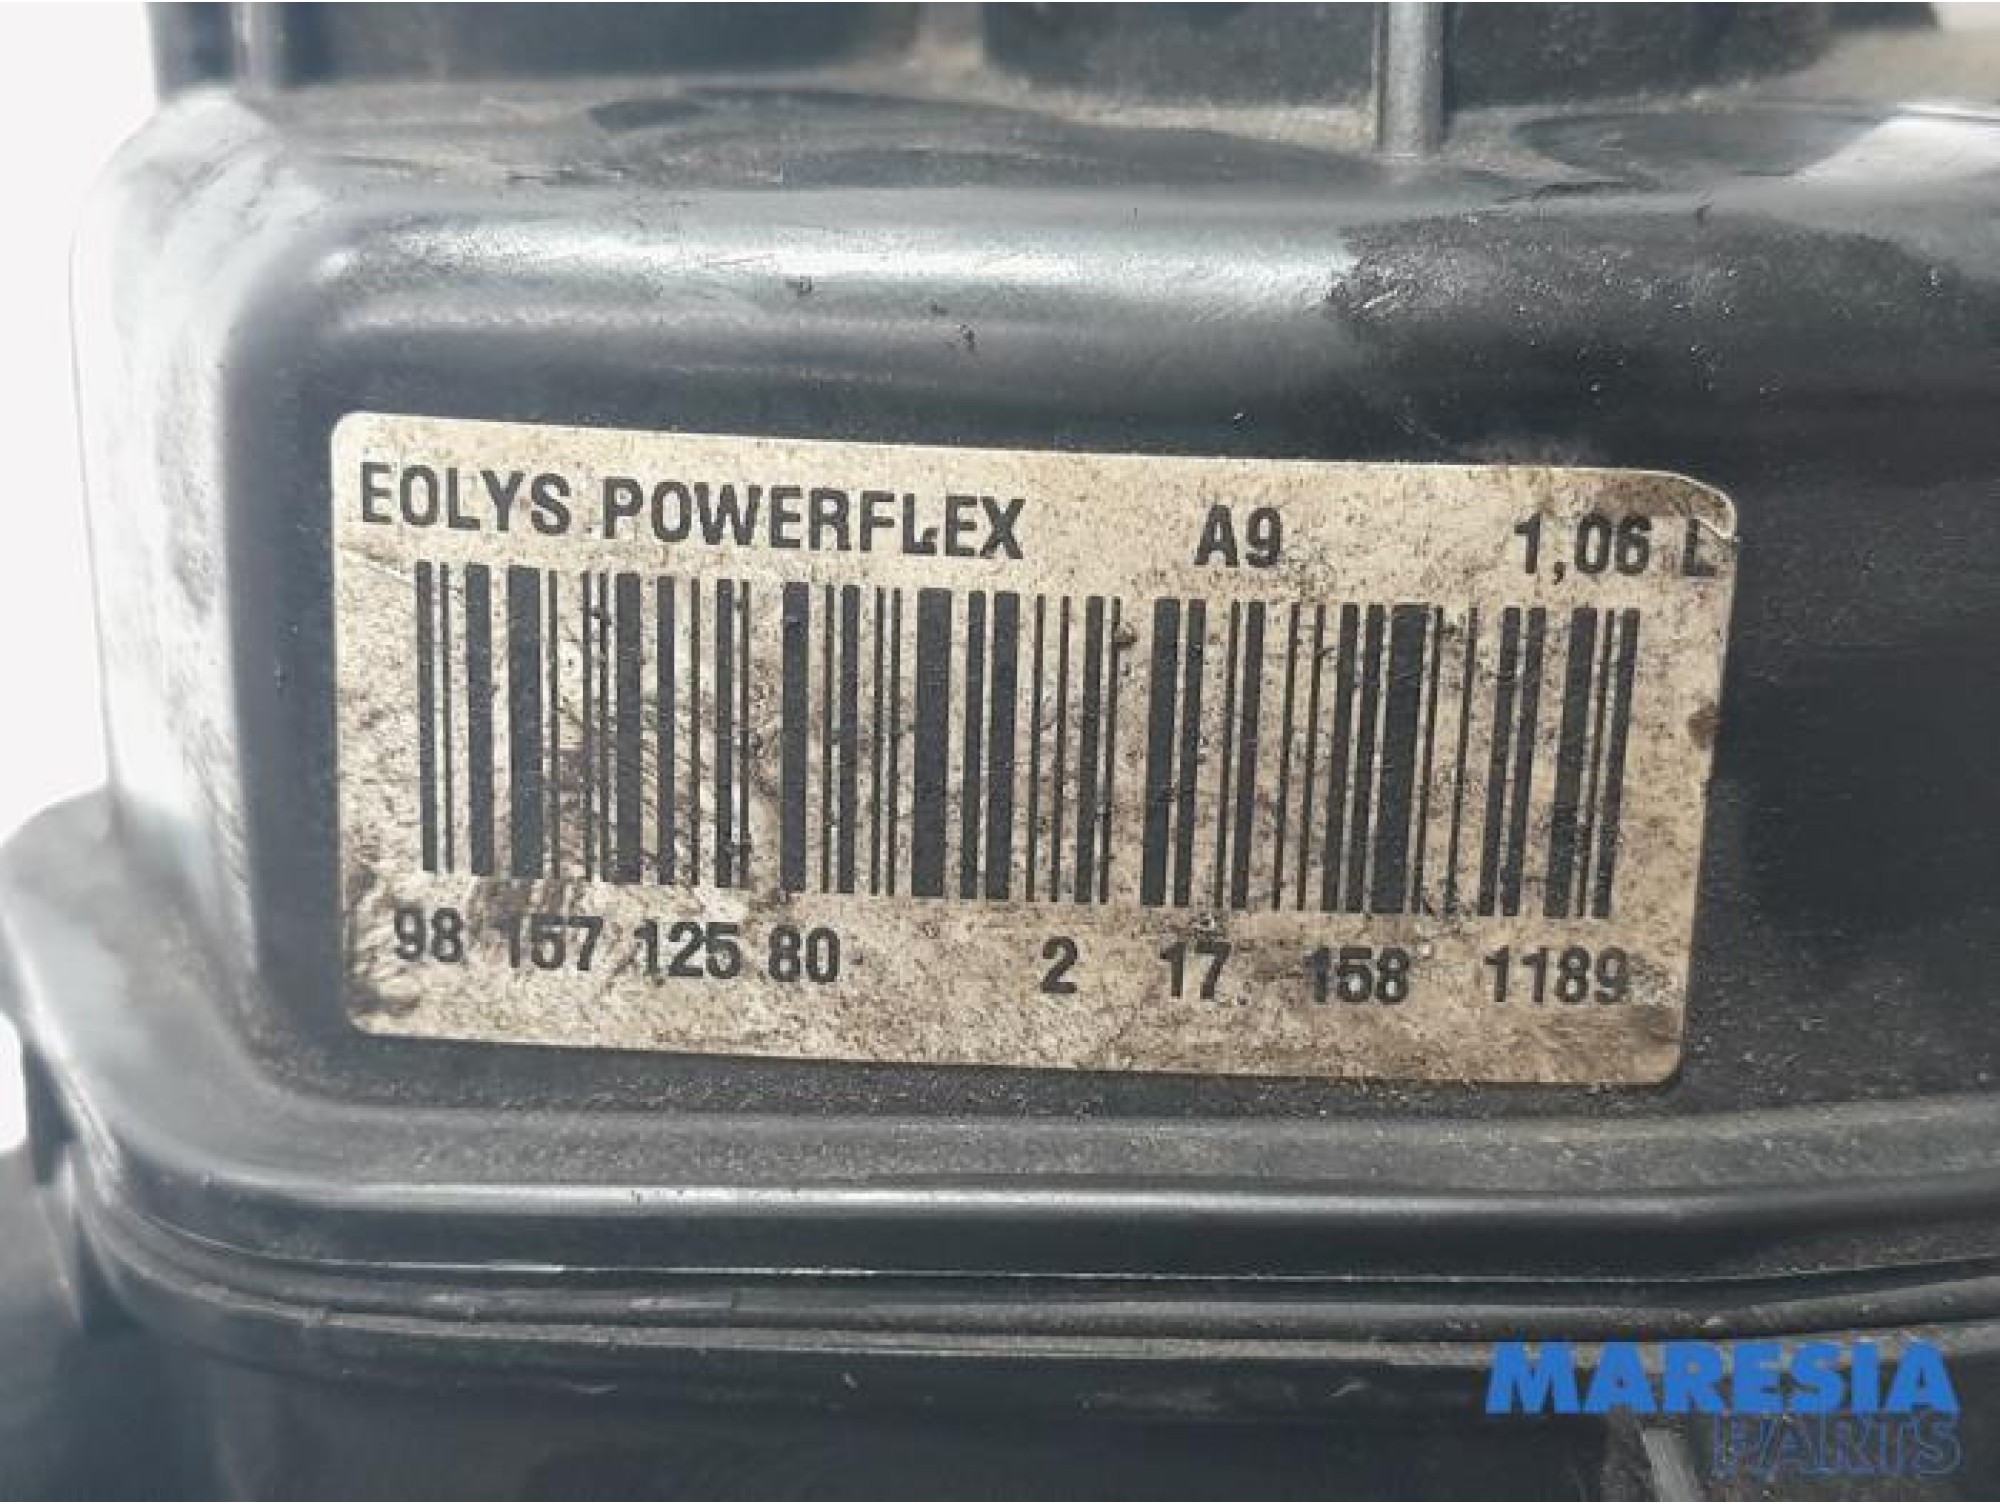 EOLYS POWERFLEX A9 1,06 L
98 157 125 80 2 17 158 1189
MARESIA
PARTS